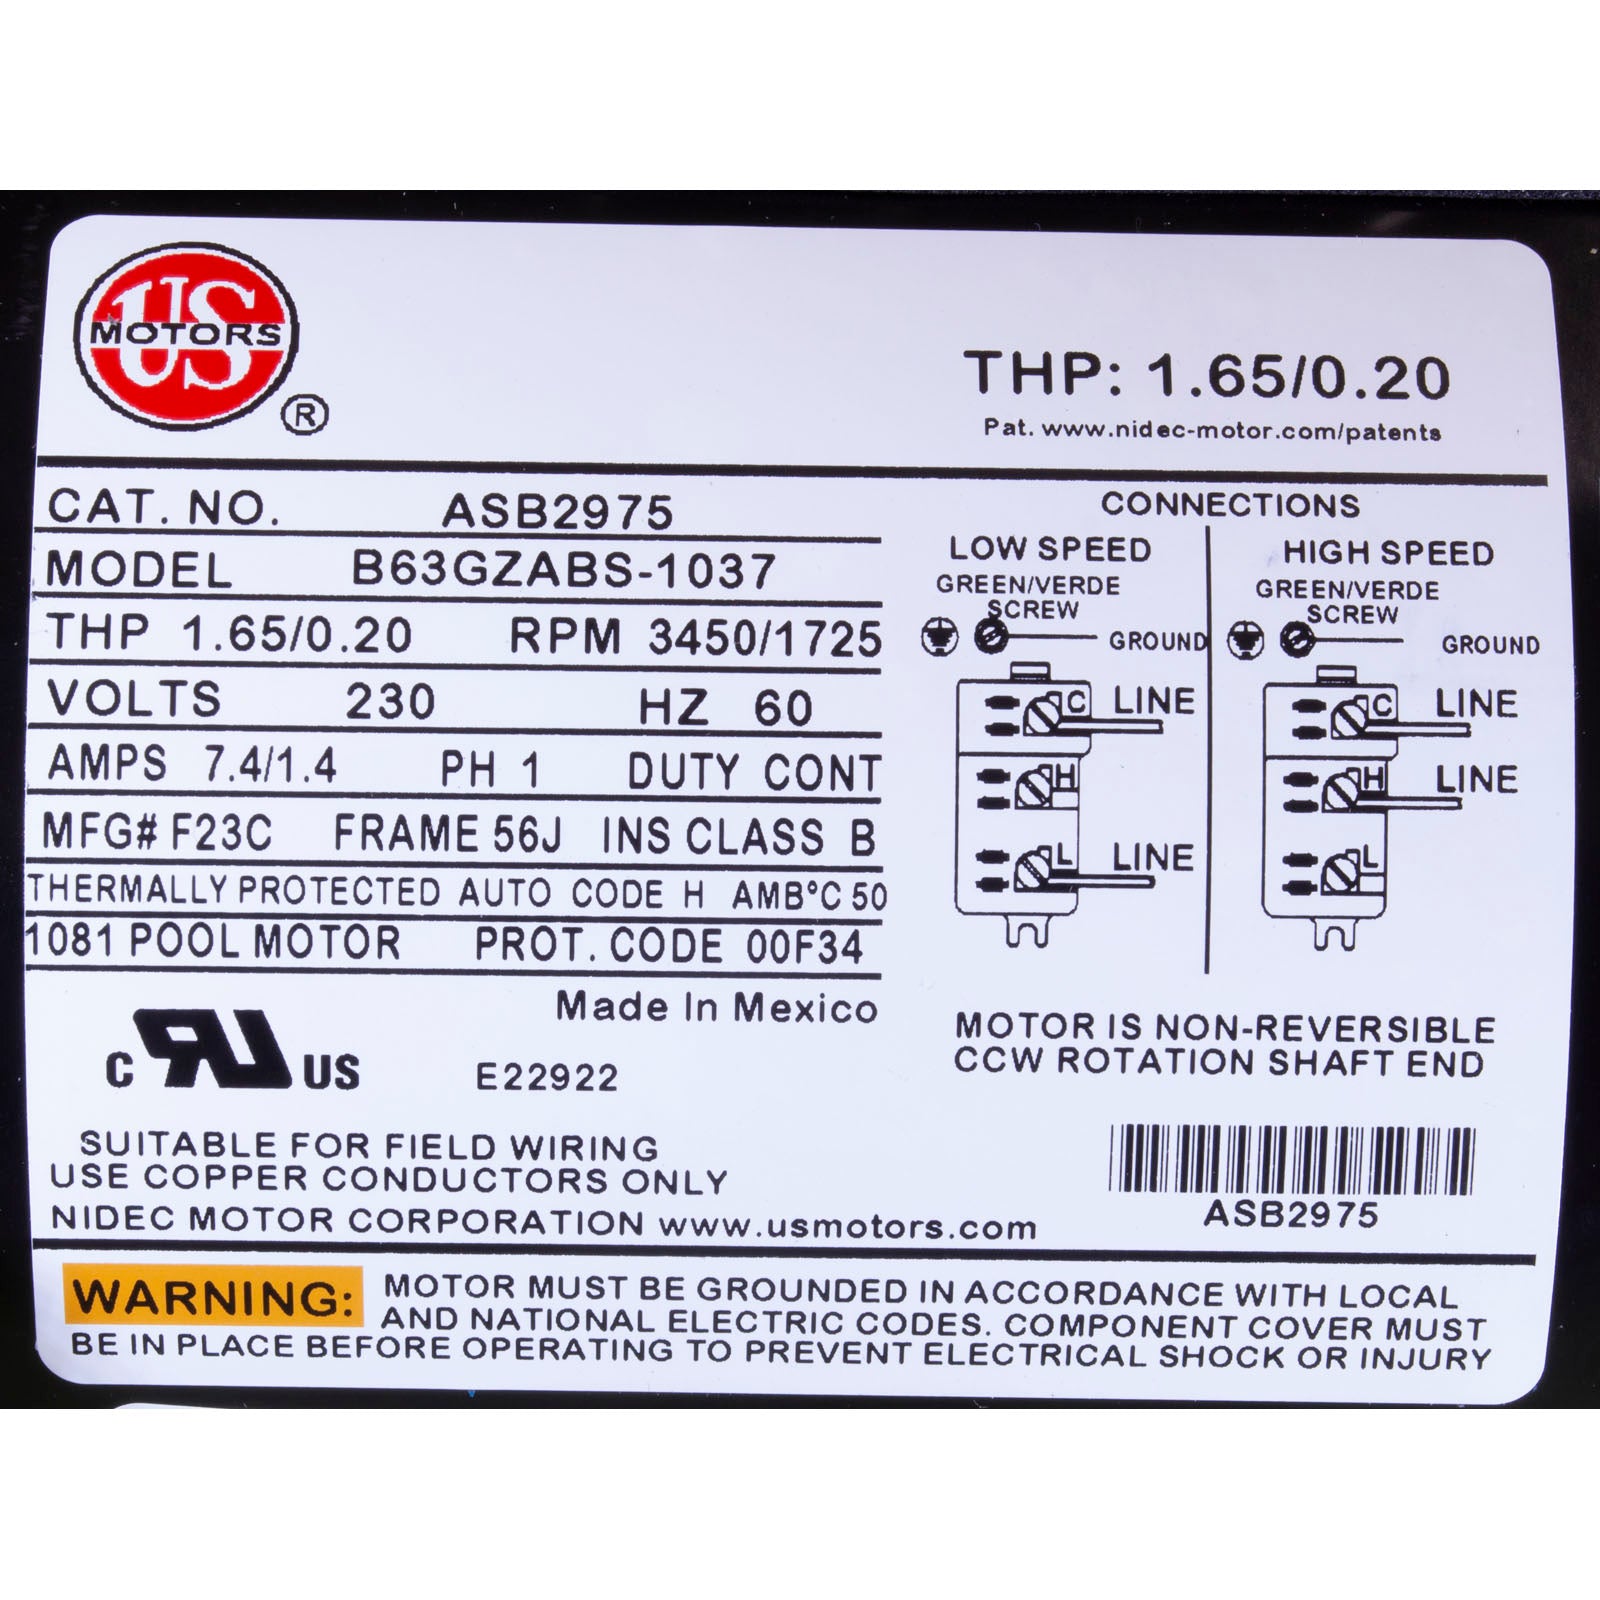 US
MOTORS
®
THP: 1.65/0.20
Pat. www.nidec-motor.com/patents
CAT. NO. ASB2975
MODEL B63GZABS-1037
THP 1.65/0.20 RPM 3450/1725
VOLTS 230 HZ 60
AMPS 7.4/1.4 PH 1 DUTY CONT
MFG# F23C FRAME 56J INS CLASS B
THERMALLY PROTECTED AUTO CODE H AMB°C 50
1081 POOL MOTOR PROT. CODE 00F34
Made In Mexico
C RU US E22922
SUITABLE FOR FIELD WIRING
USE COPPER CONDUCTORS ONLY
NIDEC MOTOR CORPORATION www.usmotors.com
CONNECTIONS
LOW SPEED
GREEN/VERDE
SCREW
GROUND
C LINE
H
L LINE
HIGH SPEED
GREEN/VERDE
SCREW
GROUND
C LINE
H LINE
L
MOTOR IS NON-REVERSIBLE
CCW ROTATION SHAFT END
ASB2975
WARNING: MOTOR MUST BE GROUNDED IN ACCORDANCE WITH LOCAL
AND NATIONAL ELECTRIC CODES. COMPONENT COVER MUST
BE IN PLACE BEFORE OPERATING TO PREVENT ELECTRICAL SHOCK OR INJURY